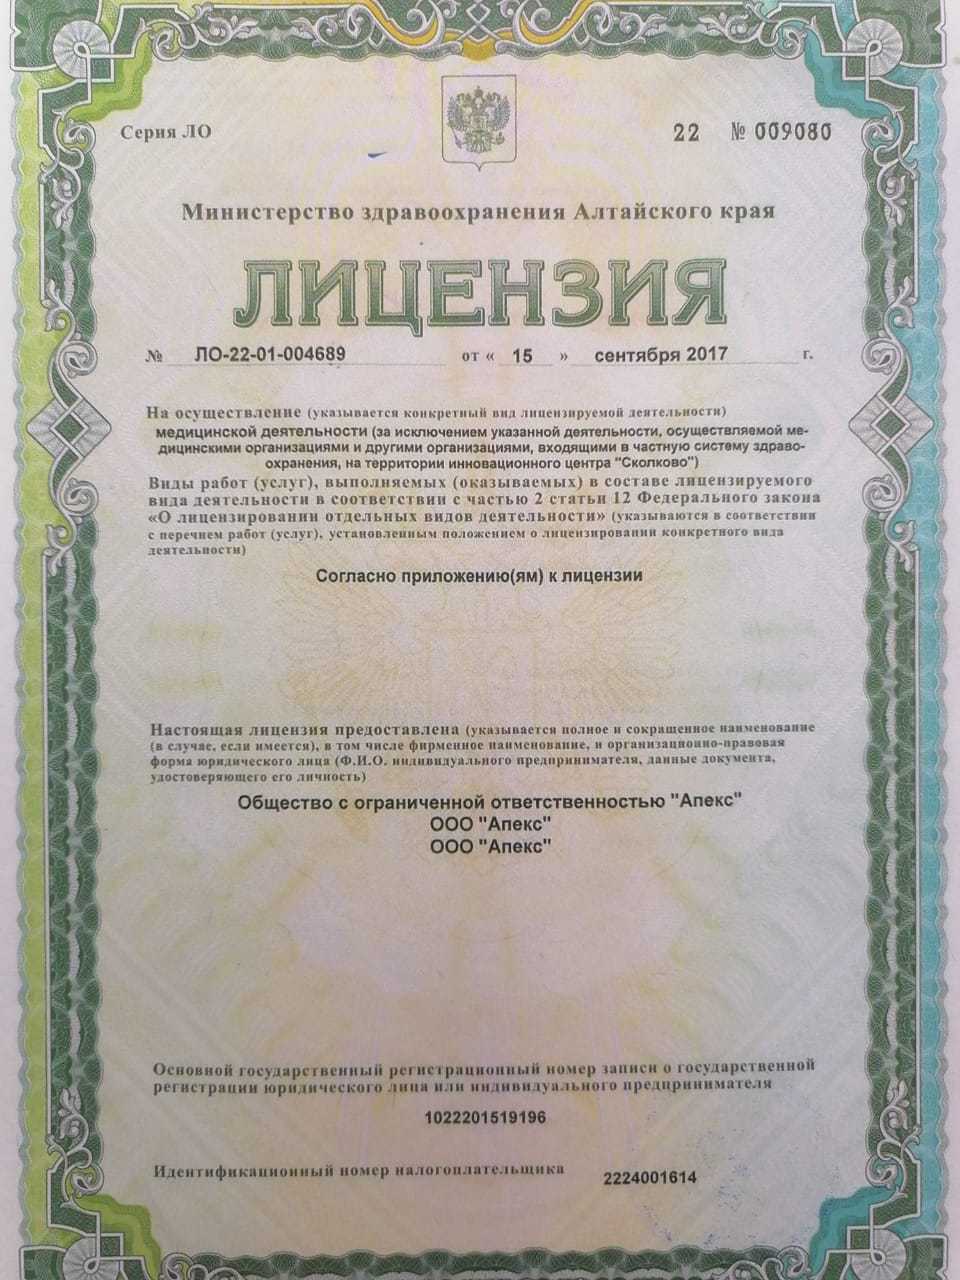 Серия ЛО
22 № 009080
Министерство здравоохранения Алтайского края
ЛИЦЕНЗИЯ
№ ЛО-22-01-004689 от « 15 » сентября 2017 г.
На осуществление (указывается конкретный вид лицензируемой деятельности)
медицинской деятельности (за исключением указанной деятельности, осуществляемой ме-
дицинскими организациями и другими организациями, входящими в частную систему здраво-
охранения, на территории инновационного центра "Сколково")
Виды работ (услуг), выполняемых (оказываемых) в составе лицензируемого
вида деятельности в соответствии с частью 2 статьи 12 Федерального закона
«О лицензировании отдельных видов деятельности» (указываются в соответствии
с перечнем работ (услуг), установленным положением о лицензировании конкретного вида
деятельности)
Согласно приложению(ям) к лицензии
Настоящая лицензия предоставлена (указывается полное и сокращенное наименование
(в случае, если имеется), в том числе фирменное наименование, и организационно-правовая
форма юридического лица (Ф.И.О. индивидуального предпринимателя, данные документа,
удостоверяющего его личность)
Общество с ограниченной ответственностью "Апекс"
ООО "Апекс"
ООО "Апекс"
Основной государственный регистрационный номер записи о государственной
регистрации юридического лица или индивидуального предпринимателя
1022201519196
Идентификационный номер налогоплательщика 2224001614